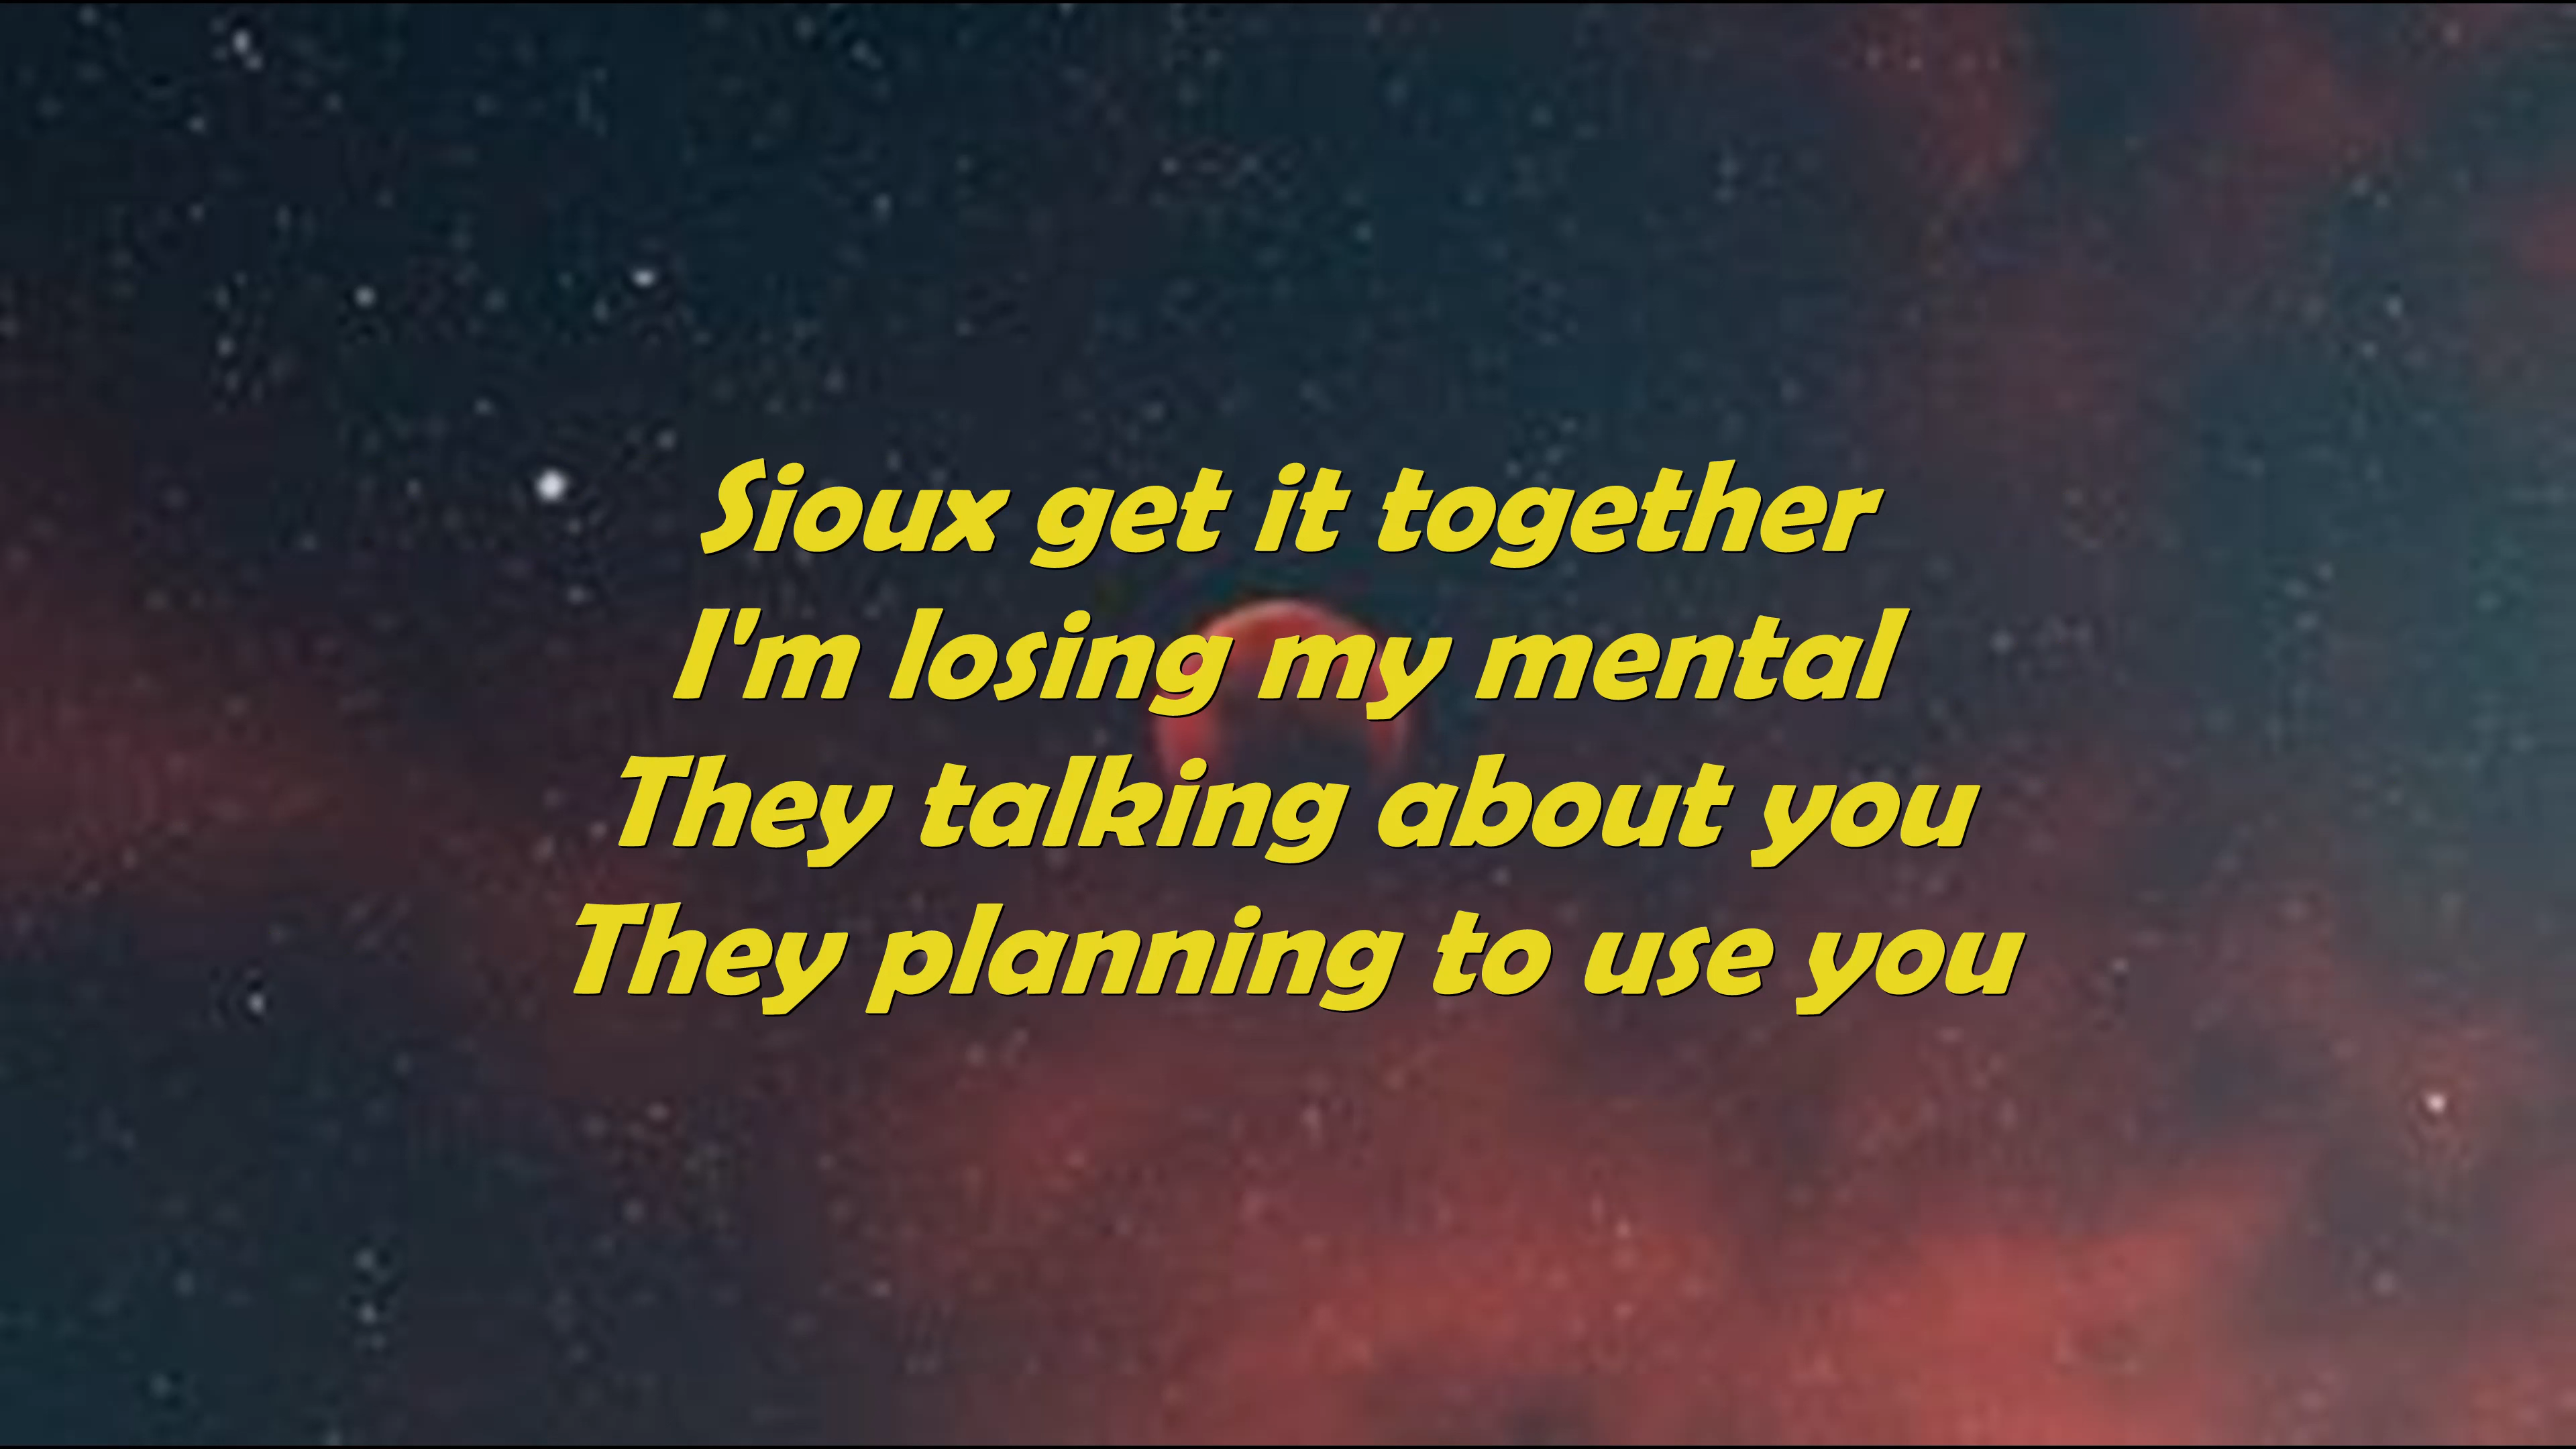 Sioux get it together
I'm losing my mental
They talking about you
They planning to use you